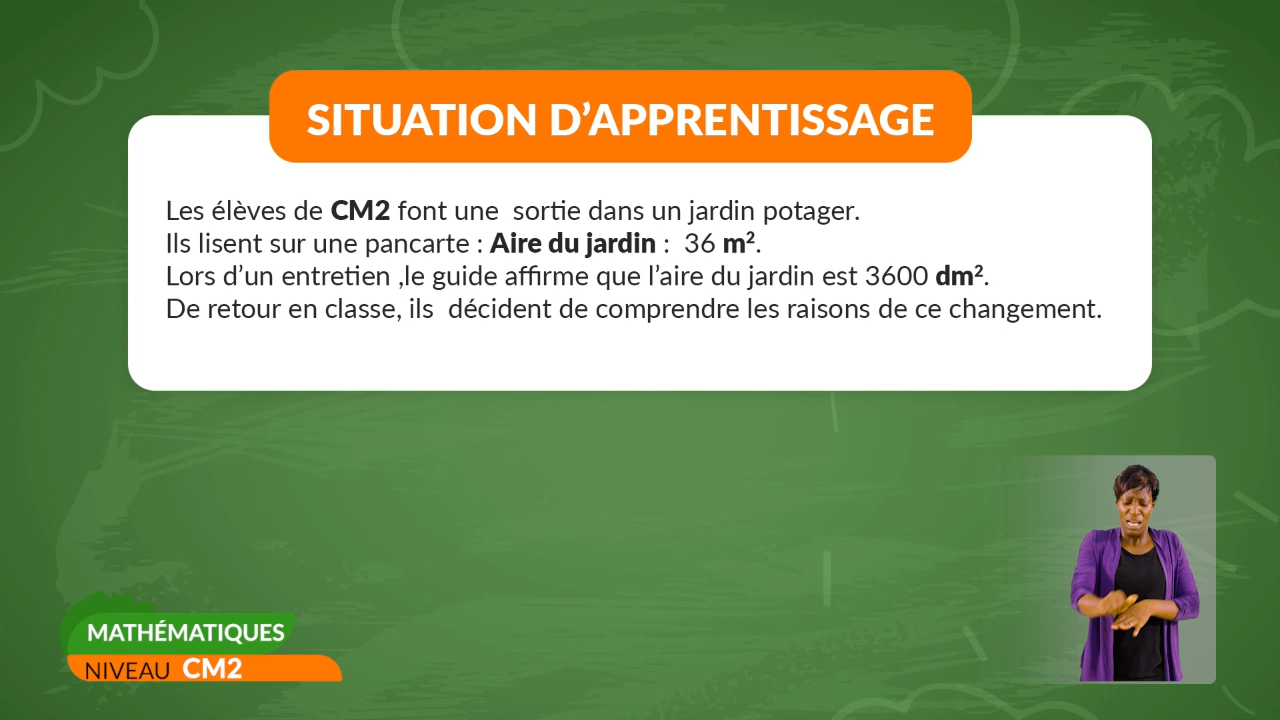 SITUATION D’APPRENTISSAGE
Les élèves de CM2 font une  sortie dans un jardin potager.
Ils lisent sur une pancarte : Aire du jardin :  36 m².
Lors d’un entretien ,le guide affirme que l’aire du jardin est 3600 dm².
De retour en classe, ils  décident de comprendre les raisons de ce changement.
MATHÉMATIQUES
NIVEAU CM2